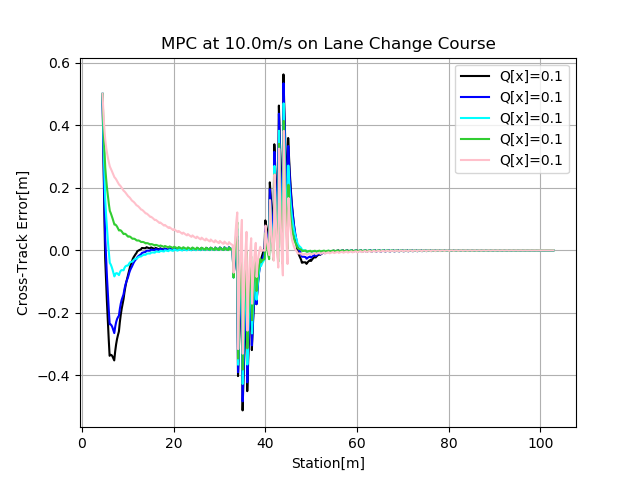 MPC at 10.0m/s on Lane Change Course
Cross-Track Error[m]
0.6
0.4
0.2
0.0
−0.2
−0.4
Q[x]=0.1
Q[x]=0.1
Q[x]=0.1
Q[x]=0.1
Q[x]=0.1
0
20
40
60
80
100
Station[m]